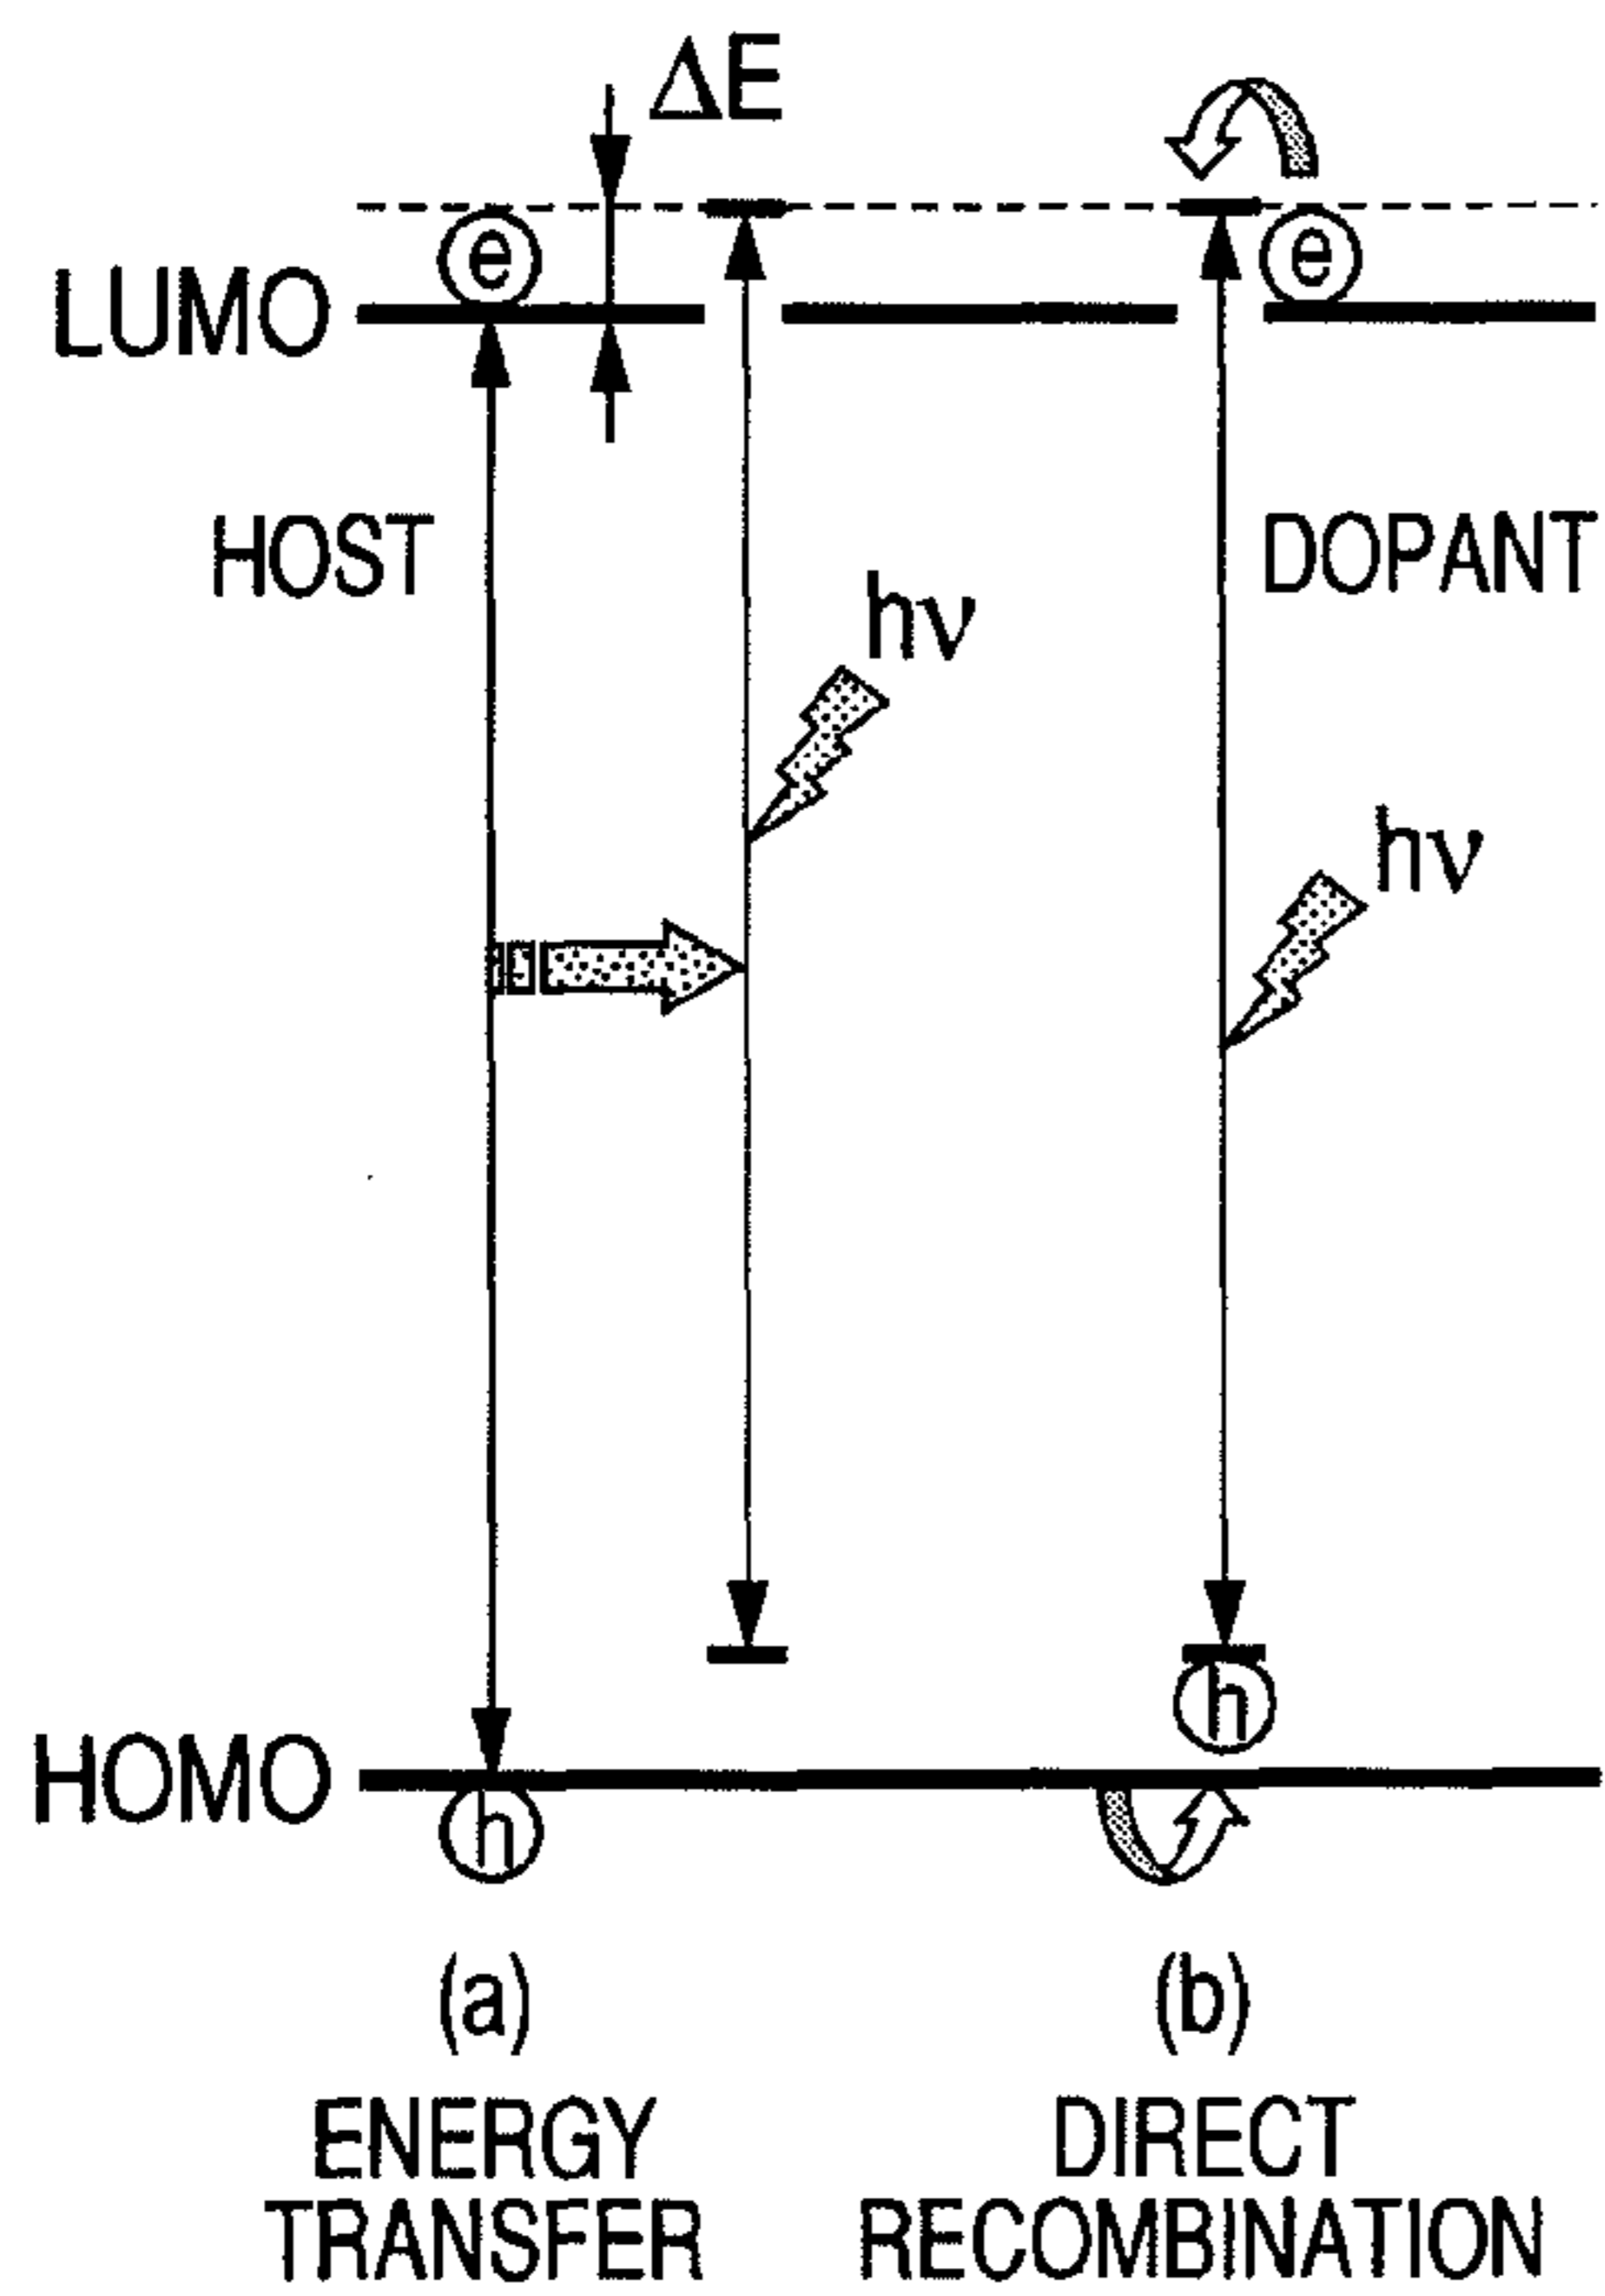 ΔE
e
e
LUMO
HOST
DOPANT
hν
hν
h
HOMO
h
(a)
(b)
ENERGY
TRANSFER
DIRECT
RECOMBINATION